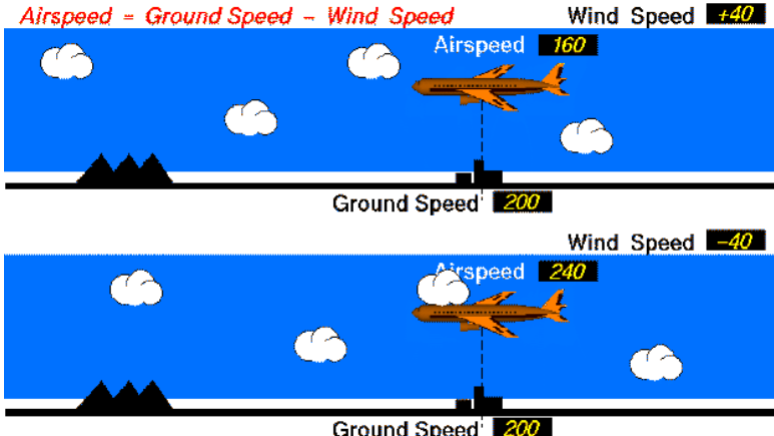 Airspeed = Ground Speed - Wind Speed
Wind Speed +40
Airspeed 160
Ground Speed 200
Wind Speed -40
Airspeed 240
Ground Speed 200